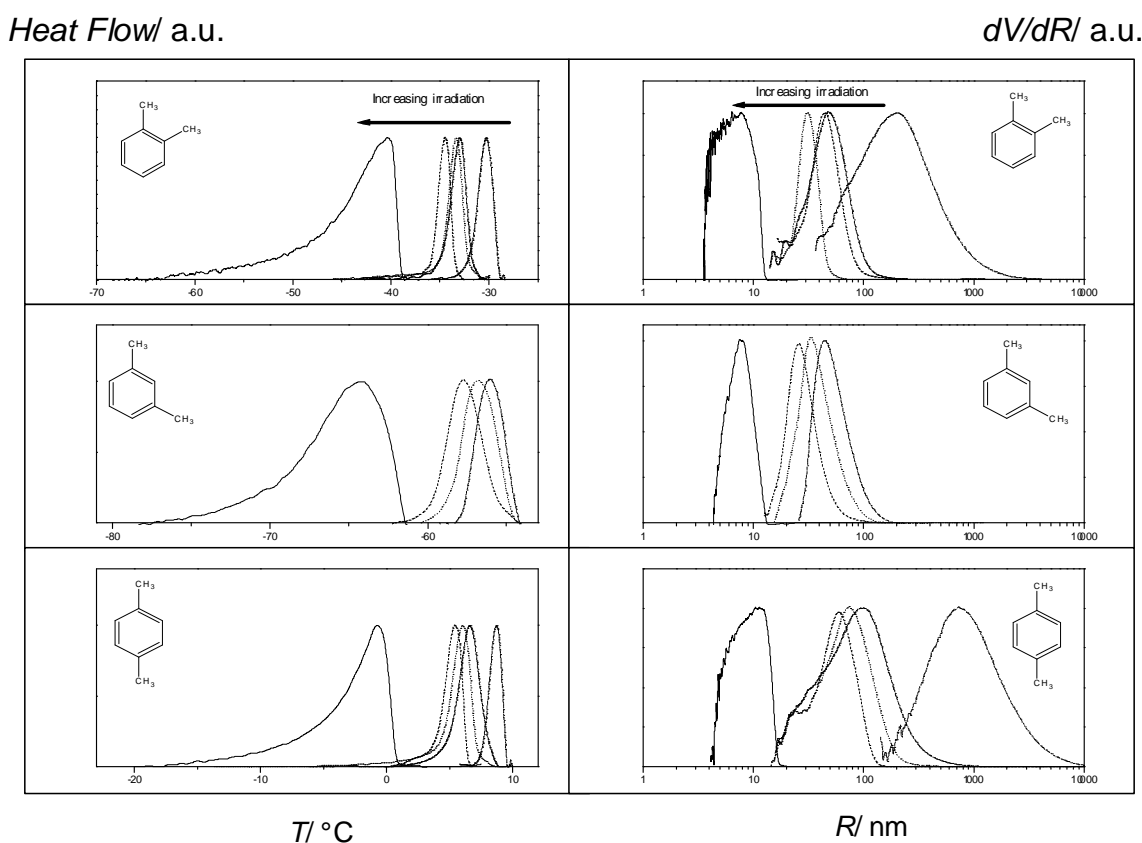 Heat Flow/ a.u.
dV/dR/ a.u.
Increasing irradiation
CH3
CH3
-70 -60 -50 -40 -30
Increasing irradiation
CH3
CH3
1 10 100 1000 10000
CH3
CH3
-80 -70 -60
CH3
CH3
1 10 100 1000 10000
CH3
CH3
-20 -10 0 10
CH3
CH3
1 10 100 1000 10000
T/ °C
R/ nm